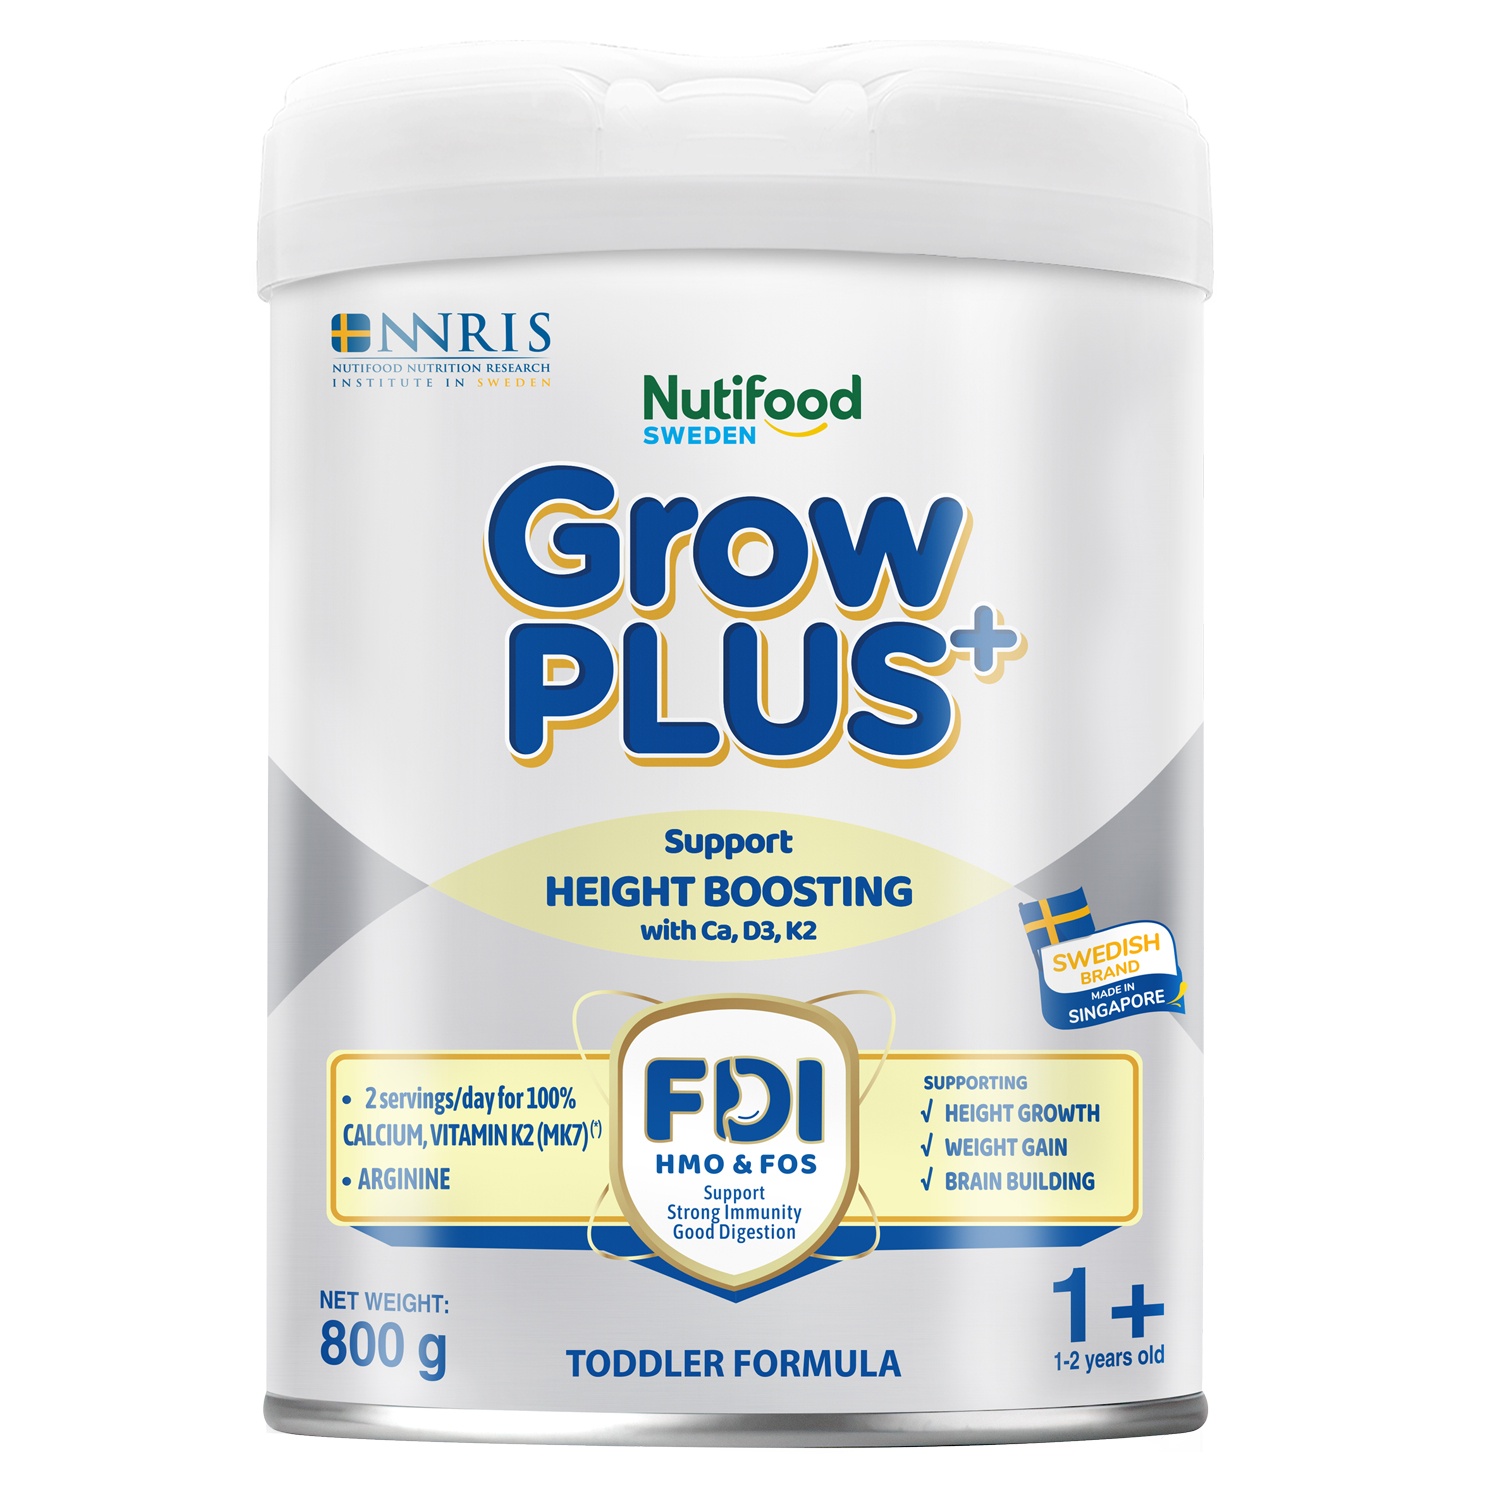 NNRIS
NUTIFOOD NUTRITION RESEARCH
INSTITUTE IN SWEDEN
Nutifood
SWEDEN
Grow
PLUS+
Support
HEIGHT BOOSTING
with Ca, D3, K2
SWEDISH
BRAND
MADE IN
SINGAPORE
• 2 servings/day for 100%
CALCIUM, VITAMIN K2 (MK7)(*)
• ARGININE
FDI
HMO & FOS
Support
Strong Immunity
Good Digestion
SUPPORTING
√ HEIGHT GROWTH
√ WEIGHT GAIN
√ BRAIN BUILDING
NET WEIGHT:
800 g
TODDLER FORMULA
1+
1-2 years old